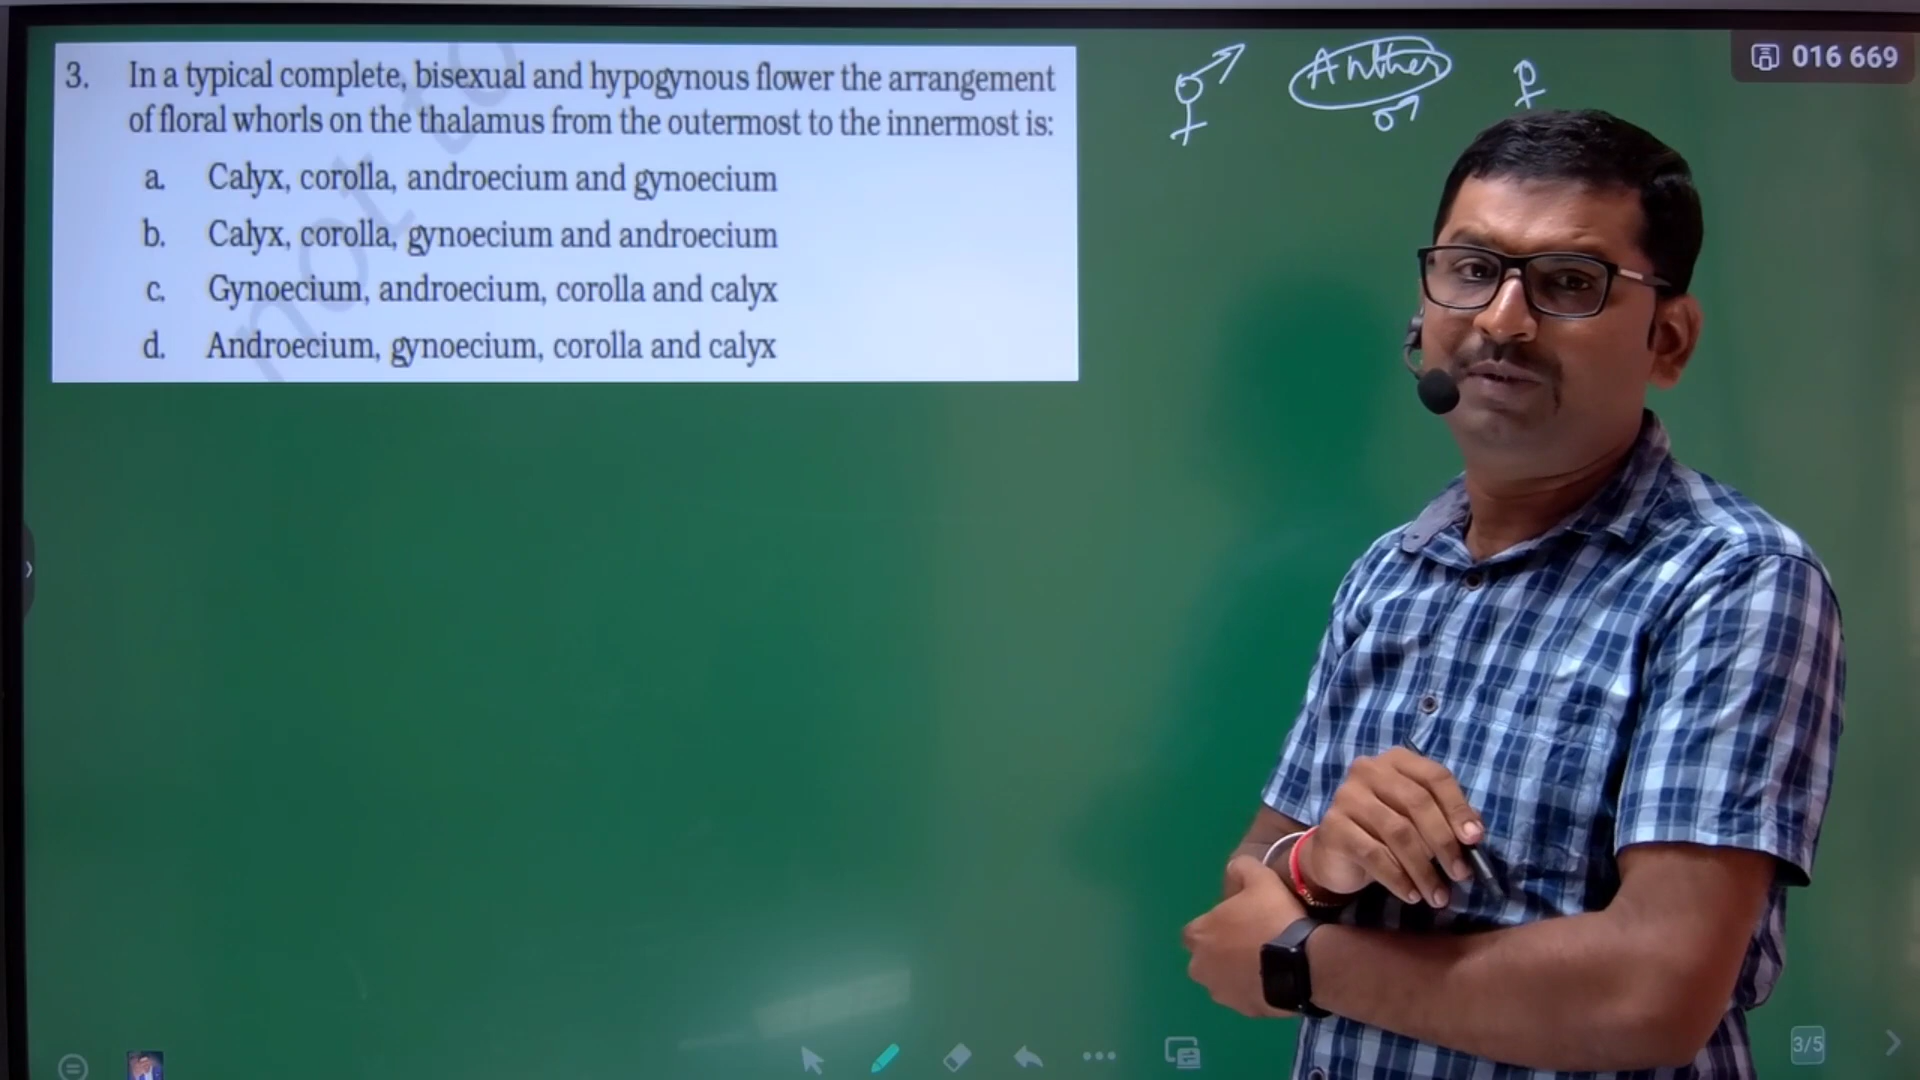 3. In a typical complete, bisexual and hypogynous flower the arrangement
of floral whorls on the thalamus from the outermost to the innermost is:
a. Calyx, corolla, androecium and gynoecium
b. Calyx, corolla, gynoecium and androecium
c. Gynoecium, androecium, corolla and calyx
d. Androecium, gynoecium, corolla and calyx
not to
⚥ Anther ♀
♂
016 669
3/5